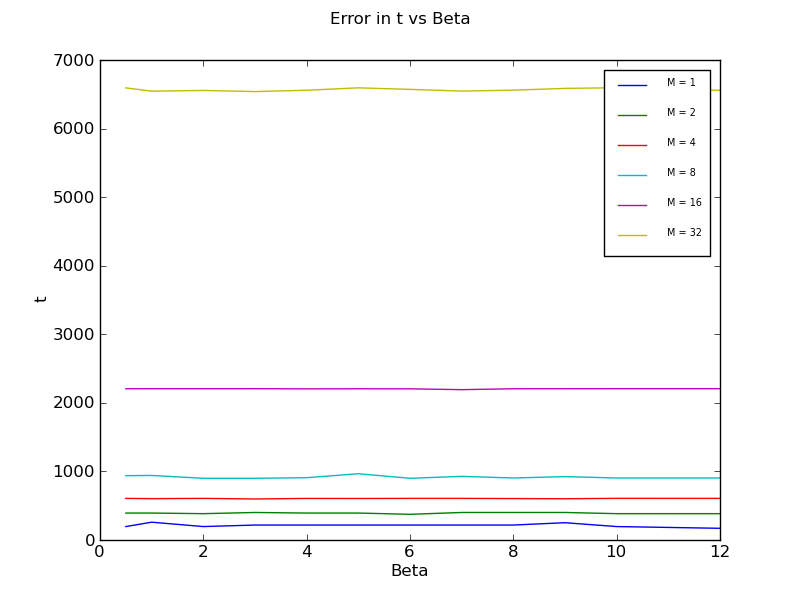 Error in t vs Beta
7000
6000
5000
4000
3000
2000
1000
0
t
M = 1
M = 2
M = 4
M = 8
M = 16
M = 32
0 2 4 6 8 10 12
Beta